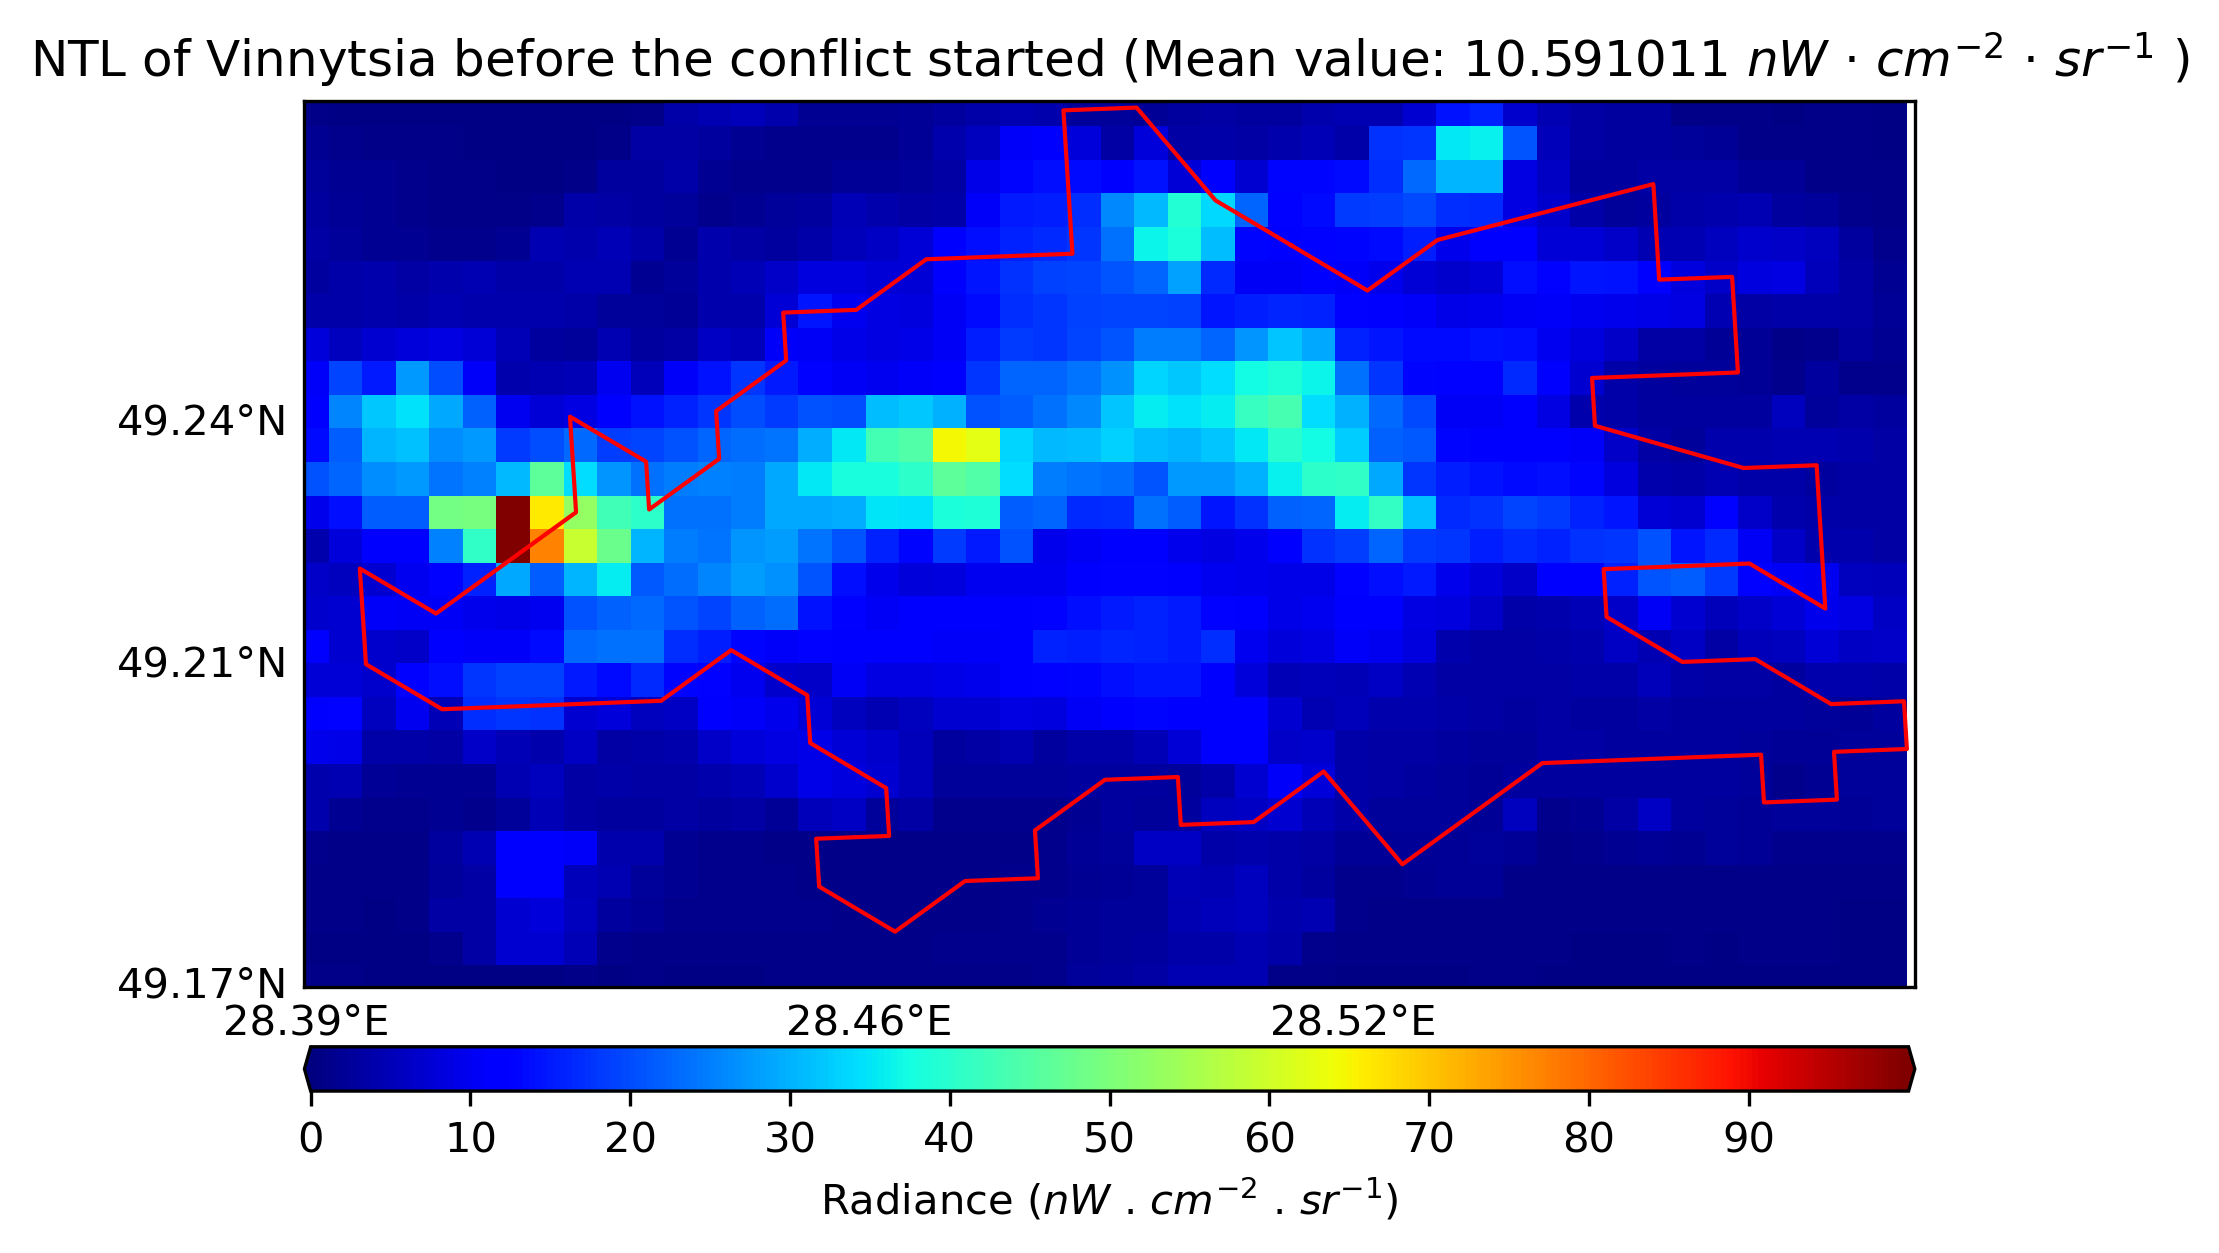 NTL of Vinnytsia before the conflict started (Mean value: 10.591011 nW · cm⁻² · sr⁻¹ )
49.24°N
49.21°N
49.17°N
28.39°E 28.46°E 28.52°E
0 10 20 30 40 50 60 70 80 90
Radiance (nW . cm⁻² . sr⁻¹)